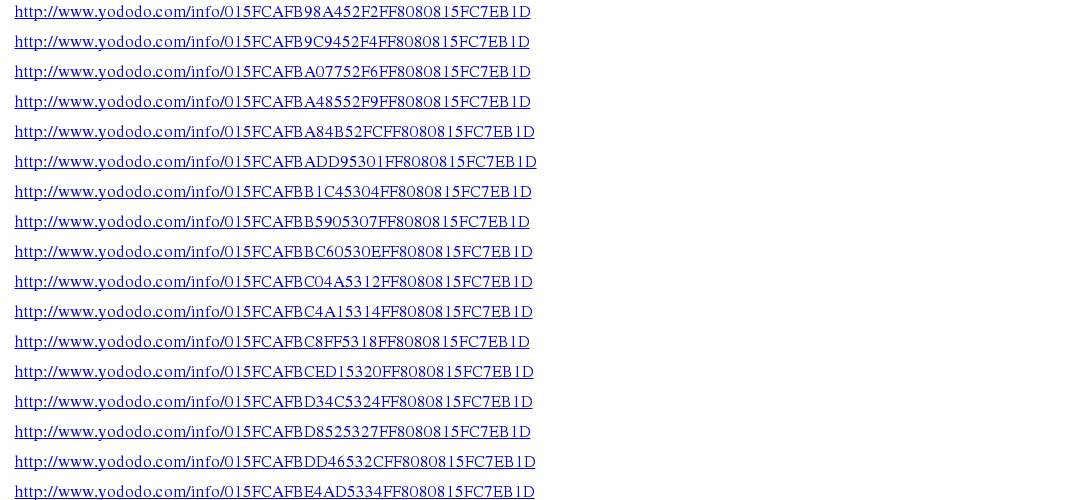 http://www.yododo.com/info/015FCAFB98A452F2FF8080815FC7EB1D
http://www.yododo.com/info/015FCAFB9C9452F4FF8080815FC7EB1D
http://www.yododo.com/info/015FCAFBA07752F6FF8080815FC7EB1D
http://www.yododo.com/info/015FCAFBA48552F9FF8080815FC7EB1D
http://www.yododo.com/info/015FCAFBA84B52FCFF8080815FC7EB1D
http://www.yododo.com/info/015FCAFBADD95301FF8080815FC7EB1D
http://www.yododo.com/info/015FCAFBB1C45304FF8080815FC7EB1D
http://www.yododo.com/info/015FCAFBB5905307FF8080815FC7EB1D
http://www.yododo.com/info/015FCAFBBC60530EFF8080815FC7EB1D
http://www.yododo.com/info/015FCAFBC04A5312FF8080815FC7EB1D
http://www.yododo.com/info/015FCAFBC4A15314FF8080815FC7EB1D
http://www.yododo.com/info/015FCAFBC8FF5318FF8080815FC7EB1D
http://www.yododo.com/info/015FCAFBCED15320FF8080815FC7EB1D
http://www.yododo.com/info/015FCAFBD34C5324FF8080815FC7EB1D
http://www.yododo.com/info/015FCAFBD8525327FF8080815FC7EB1D
http://www.yododo.com/info/015FCAFBDD46532CFF8080815FC7EB1D
http://www.yododo.com/info/015FCAFBE4AD5334FF8080815FC7EB1D